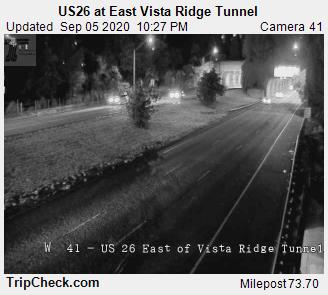 US26 at East Vista Ridge Tunnel
Updated Sep 05 2020 10:27 PM Camera 41
W 41 - US 26 East of Vista Ridge Tunnel
TripCheck.com Milepost 73.70